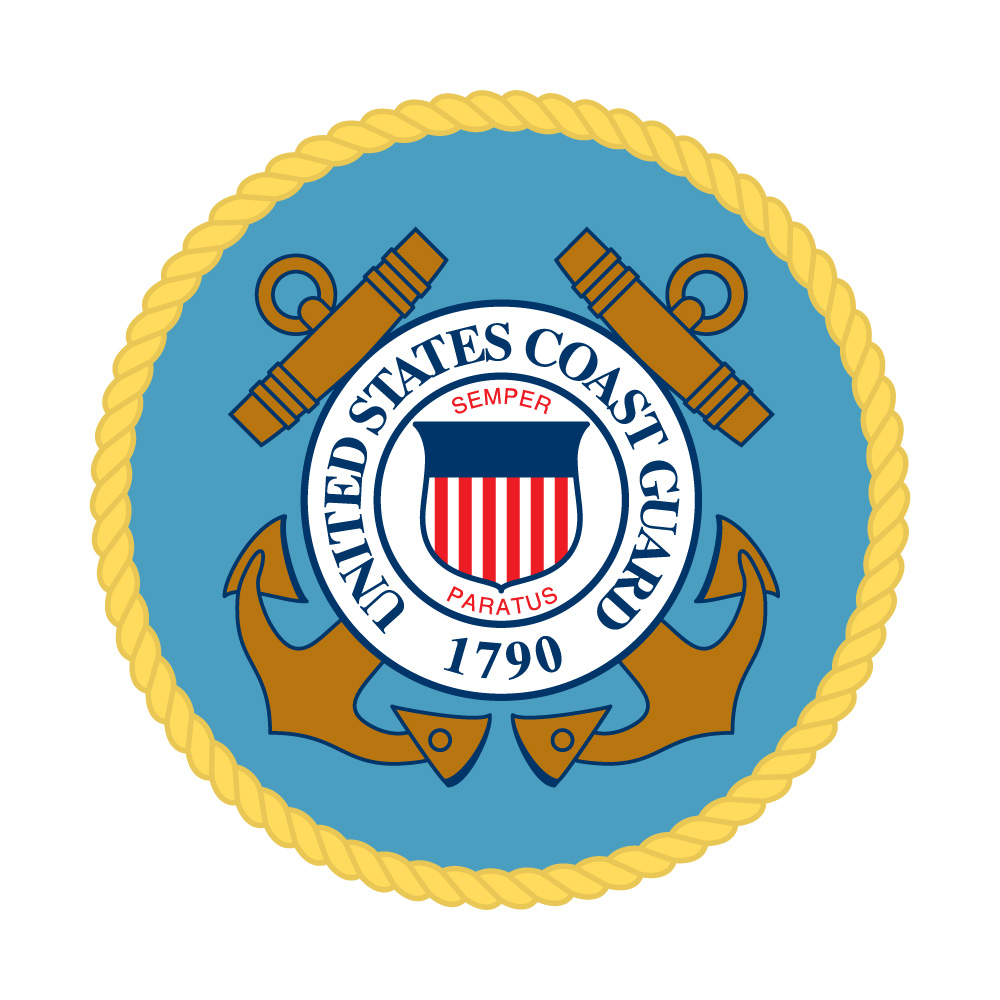 UNITED STATES COAST GUARD
SEMPER
PARATUS
1790